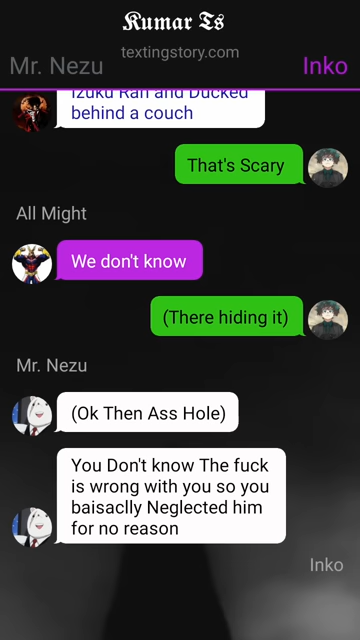 Kumar Ts
textingstory.com
Mr. Nezu
Inko
Izuku Ran and Ducked
behind a couch
That's Scary
All Might
We don't know
(There hiding it)
Mr. Nezu
(Ok Then Ass Hole)
You Don't know The fuck
is wrong with you so you
baisaclly Neglected him
for no reason
Inko